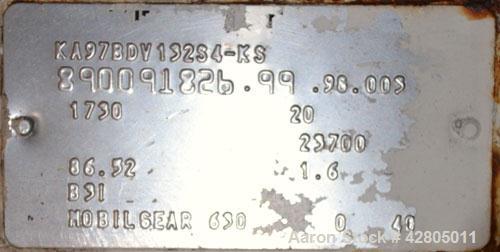 KA97BDV132S4-KS
890091826.99 .98.003
1730 20
23700
86.52 1.6
B3I
MOBILGEAR 630 0 40
Aaron Stock # 42805011